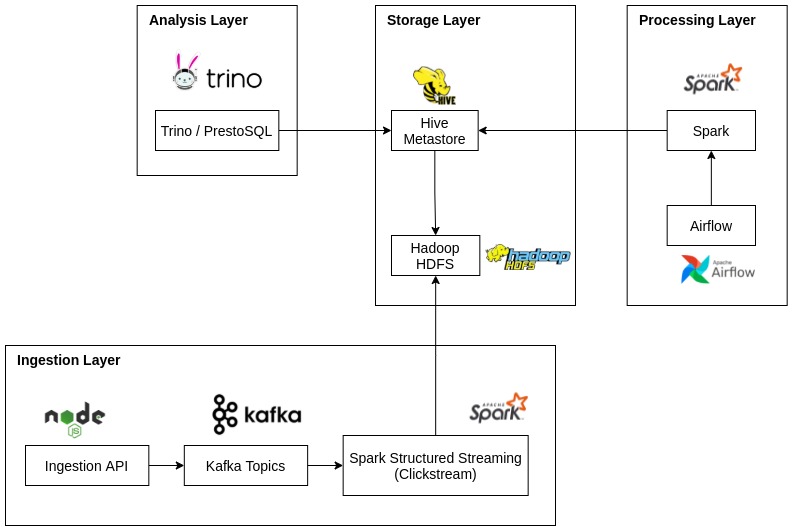 Analysis Layer
trino
Trino / PrestoSQL
Storage Layer
HIVE
Hive
Metastore
Hadoop
HDFS
hadoop
HDFS
Processing Layer
APACHE
Spark
Spark
Airflow
Apache
Airflow
Ingestion Layer
node
JS
Ingestion API
kafka
Kafka Topics
APACHE
Spark
Spark Structured Streaming
(Clickstream)